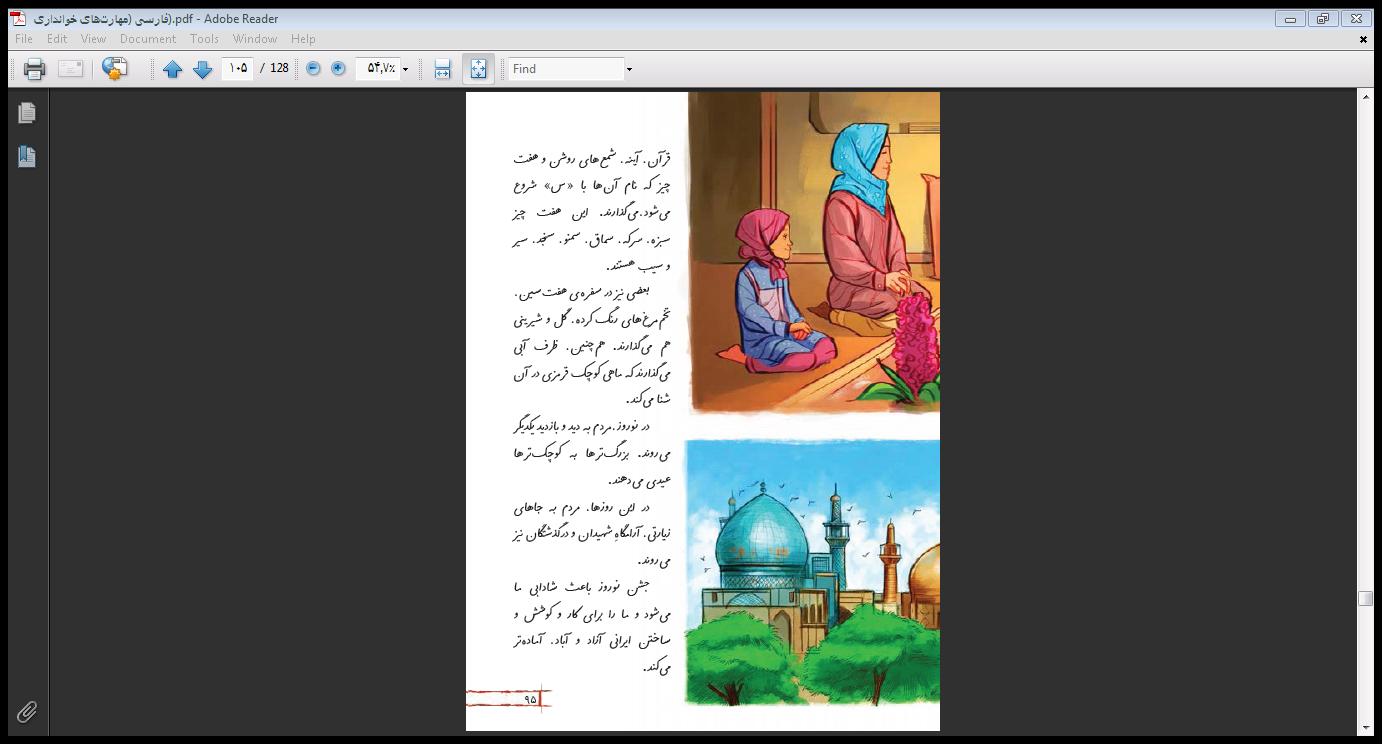 فارسی (مهارت‌های خوانداری).pdf - Adobe Reader
File Edit View Document Tools Window Help
۱۰۵ / 128 ۵۴,۷٪ Find
قرآن، آینه، شمع‌های روشن و هفت
چیز که نام آن‌ها با «س» شروع
می‌شود، می‌گذارند. این هفت چیز
سبزه، سرکه، سماق، سمنو، سنجد، سیر
و سیب هستند.
بعضی نیز در سفره‌ی هفت‌سین،
تخم‌مرغ‌های رنگ کرده، گل و شیرینی
هم می‌گذارند. هم‌چنین، ظرف آبی
می‌گذارند که ماهی کوچک قرمزی در آن
شنا می‌کند.
در نوروز، مردم به دید و بازدید یکدیگر
می‌روند. بزرگ‌ترها به کوچک‌ترها
عیدی می‌دهند.
در این روزها، مردم به جاهای
زیارتی، آرامگاهِ شهیدان و درگذشتگان نیز
می‌روند.
جشن نوروز باعث شادابی ما
می‌شود و ما را برای کار و کوشش و
ساختن ایرانی آزاد و آباد، آماده‌تر
می‌کند.
۹۵